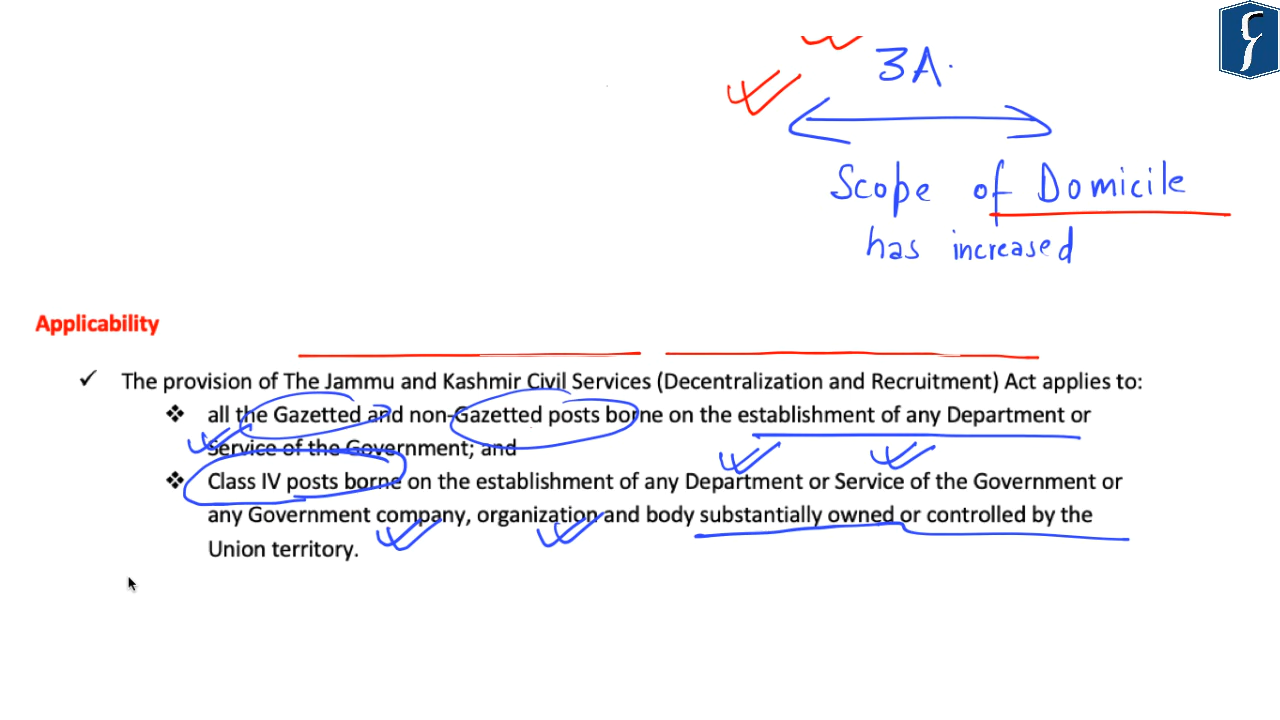 3A.
Scope of Domicile
has increased
Applicability
✓ The provision of The Jammu and Kashmir Civil Services (Decentralization and Recruitment) Act applies to:
❖ all the Gazetted and non-Gazetted posts borne on the establishment of any Department or
Service of the Government; and
❖ Class IV posts borne on the establishment of any Department or Service of the Government or
any Government company, organization and body substantially owned or controlled by the
Union territory.